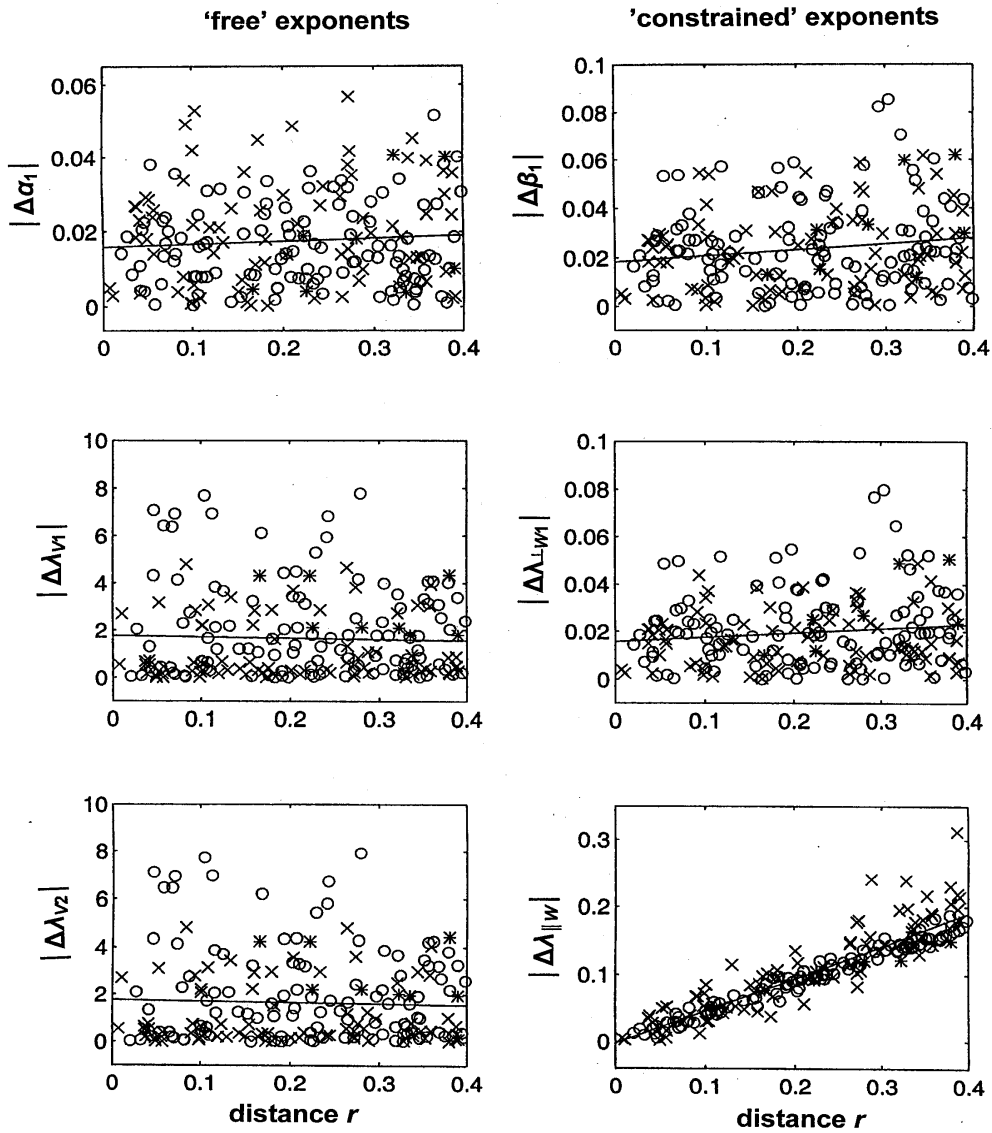 ‘free’ exponents
’constrained’ exponents
| Δα1 |
0.06
0.04
0.02
0
0 0.1 0.2 0.3 0.4
| Δβ1 |
0.1
0.08
0.06
0.04
0.02
0
0 0.1 0.2 0.3 0.4
| ΔλV1 |
10
8
6
4
2
0
0 0.1 0.2 0.3 0.4
| Δλ⊥W1 |
0.1
0.08
0.06
0.04
0.02
0
0 0.1 0.2 0.3 0.4
| ΔλV2 |
10
8
6
4
2
0
0 0.1 0.2 0.3 0.4
distance r
| Δλ||W |
0.3
0.2
0.1
0
0 0.1 0.2 0.3 0.4
distance r